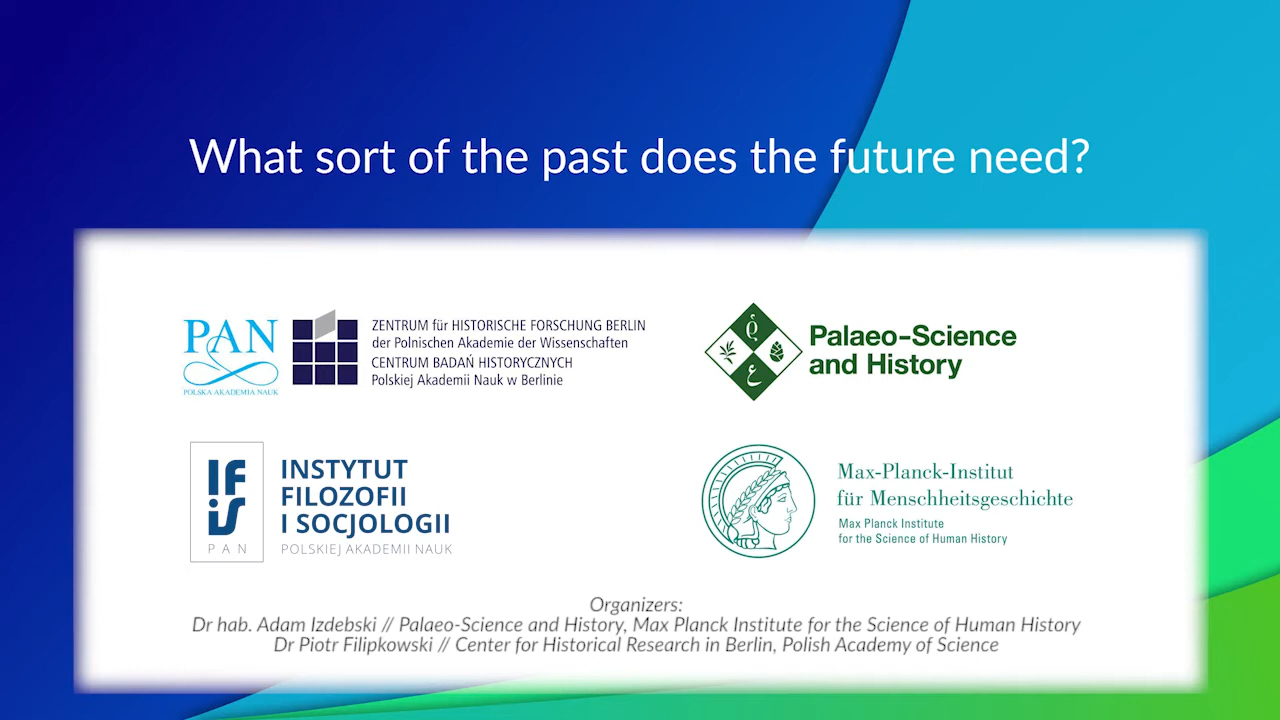 What sort of the past does the future need?
PAN
POLSKA AKADEMIA NAUK
ZENTRUM für HISTORISCHE FORSCHUNG BERLIN
der Polnischen Akademie der Wissenschaften
CENTRUM BADAŃ HISTORYCZNYCH
Polskiej Akademii Nauk w Berlinie
Palaeo-Science
and History
IFiS
PAN
INSTYTUT
FILOZOFII
I SOCJOLOGII
POLSKIEJ AKADEMII NAUK
Max-Planck-Institut
für Menschheitsgeschichte
Max Planck Institute
for the Science of Human History
Organizers:
Dr hab. Adam Izdebski // Palaeo-Science and History, Max Planck Institute for the Science of Human History
Dr Piotr Filipkowski // Center for Historical Research in Berlin, Polish Academy of Science